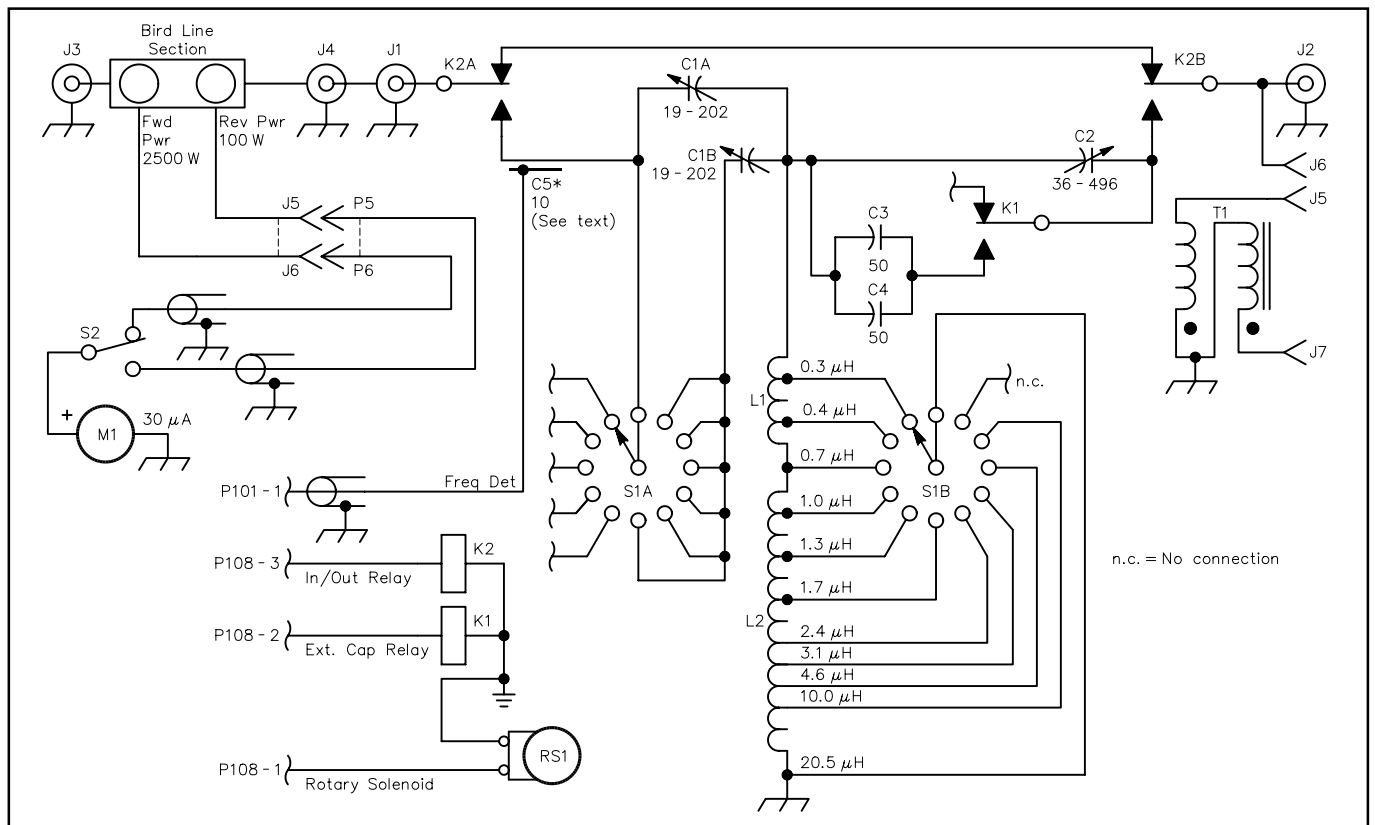 Bird Line
Section
J3
J4
J1
K2A
C1A
19 - 202
K2B
J2
Fwd
Pwr
2500 W
Rev Pwr
100 W
C1B
19 - 202
C2
36 - 496
J6
J5
C5*
10
(See text)
K1
T1
J5
P5
J6
P6
C3
50
C4
50
J7
S2
+
M1
30 μA
0.3 μH
n.c.
L1
0.4 μH
0.7 μH
P101 - 1
Freq Det
S1A
S1B
1.0 μH
1.3 μH
1.7 μH
n.c. = No connection
P108 - 3
In/Out Relay
K2
L2
2.4 μH
P108 - 2
Ext. Cap Relay
K1
3.1 μH
4.6 μH
10.0 μH
20.5 μH
P108 - 1
Rotary Solenoid
RS1